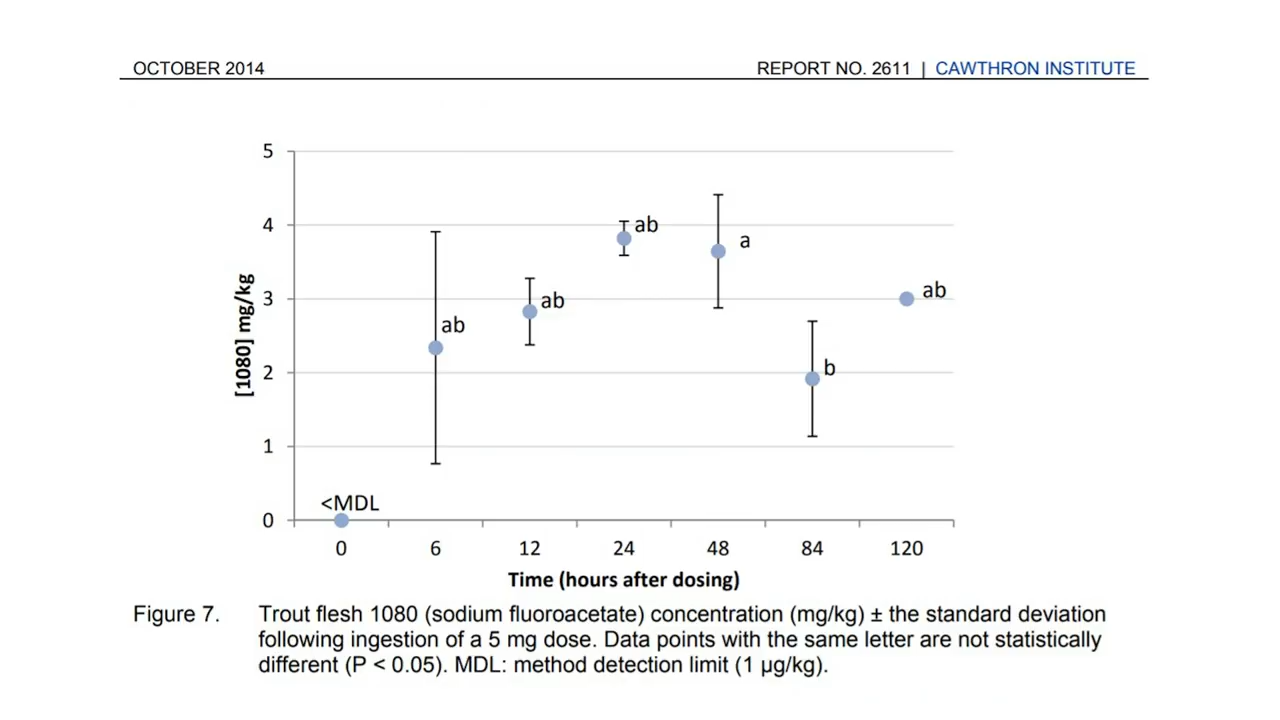 OCTOBER 2014 REPORT NO. 2611 | CAWTHRON INSTITUTE
5
4
3
2
1
0
[1080] mg/kg
<MDL
ab
ab
ab
a
b
ab
0 6 12 24 48 84 120
Time (hours after dosing)
Figure 7. Trout flesh 1080 (sodium fluoroacetate) concentration (mg/kg) ± the standard deviation
following ingestion of a 5 mg dose. Data points with the same letter are not statistically
different (P < 0.05). MDL: method detection limit (1 µg/kg).